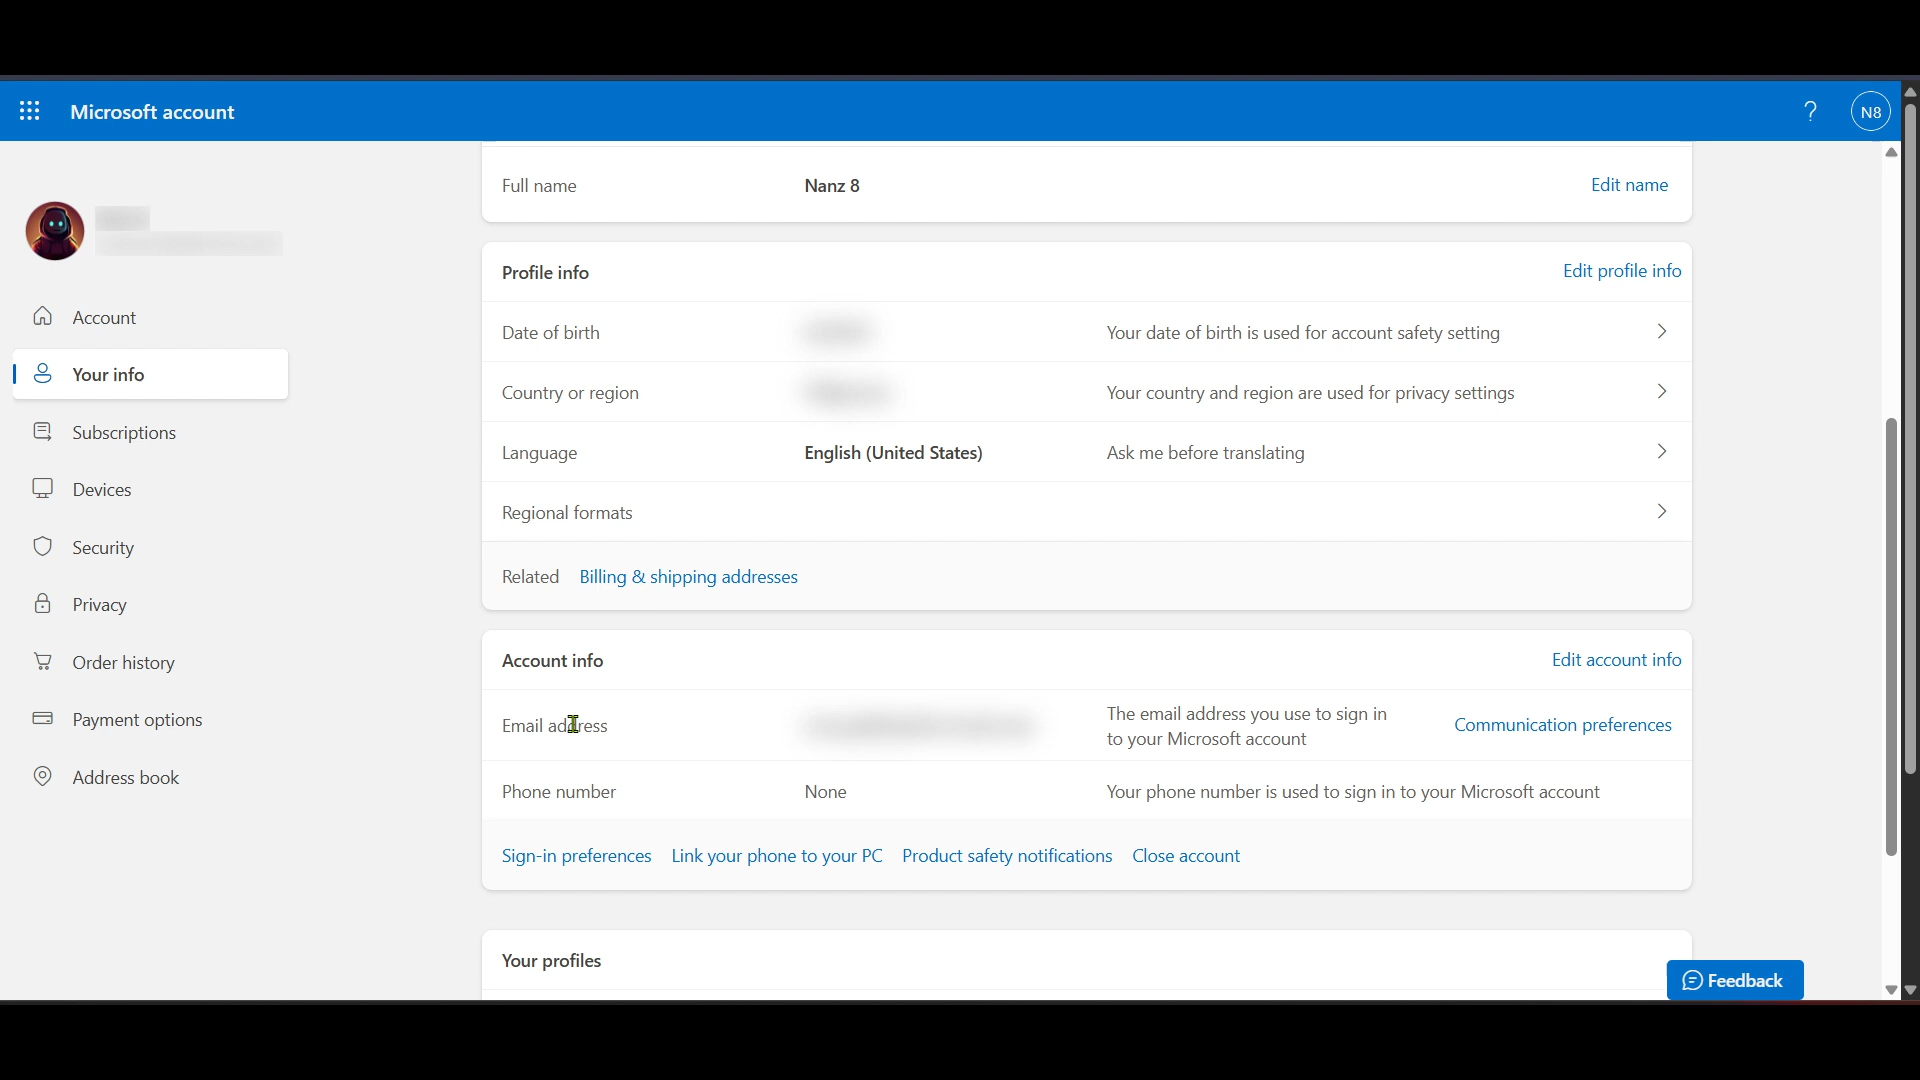 Microsoft account
?
N8
Full name Nanz 8 Edit name
Profile info Edit profile info
Date of birth Your date of birth is used for account safety setting
Country or region Your country and region are used for privacy settings
Language English (United States) Ask me before translating
Regional formats
Related Billing & shipping addresses
Account info Edit account info
Email address The email address you use to sign in
to your Microsoft account Communication preferences
Phone number None Your phone number is used to sign in to your Microsoft account
Sign-in preferences Link your phone to your PC Product safety notifications Close account
Your profiles
Feedback
Account
Your info
Subscriptions
Devices
Security
Privacy
Order history
Payment options
Address book